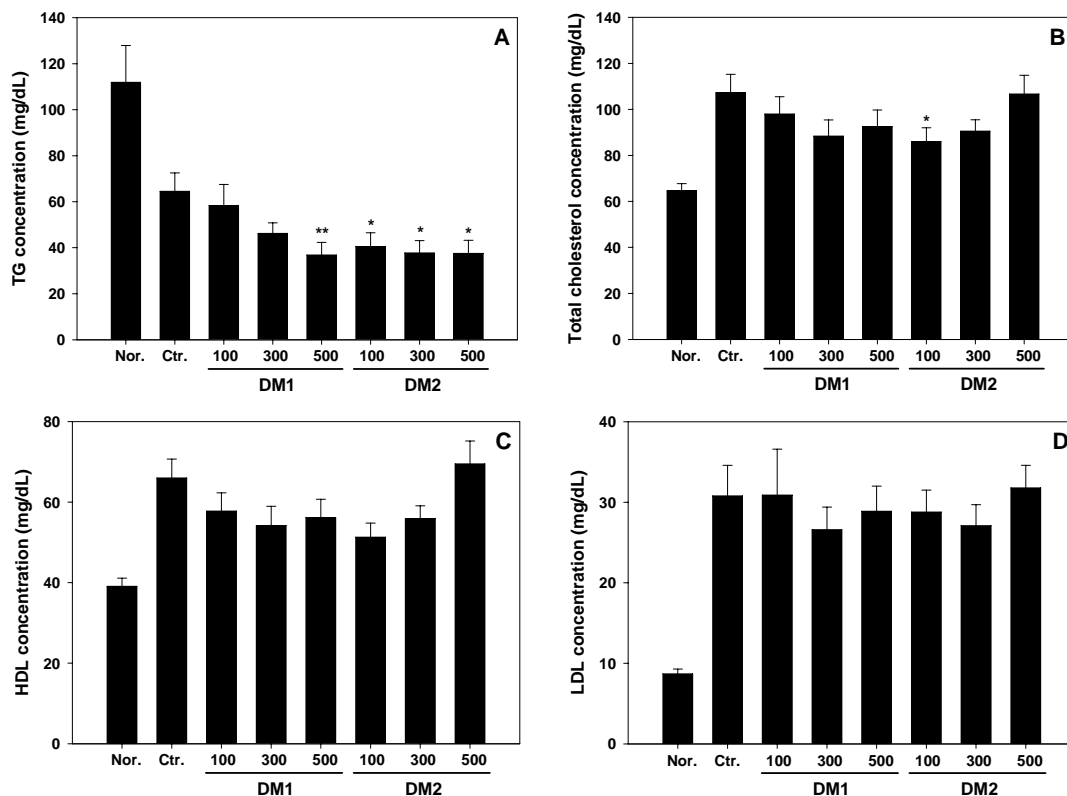 A
TG concentration (mg/dL)
140
120
100
80
60
40
20
0
** * * *
Nor. Ctr. 100 300 500 100 300 500
DM1 DM2
B
Total cholesterol concentration (mg/dL)
140
120
100
80
60
40
20
0
*
Nor. Ctr. 100 300 500 100 300 500
DM1 DM2
C
HDL concentration (mg/dL)
80
60
40
20
0
Nor. Ctr. 100 300 500 100 300 500
DM1 DM2
D
LDL concentration (mg/dL)
40
30
20
10
0
Nor. Ctr. 100 300 500 100 300 500
DM1 DM2